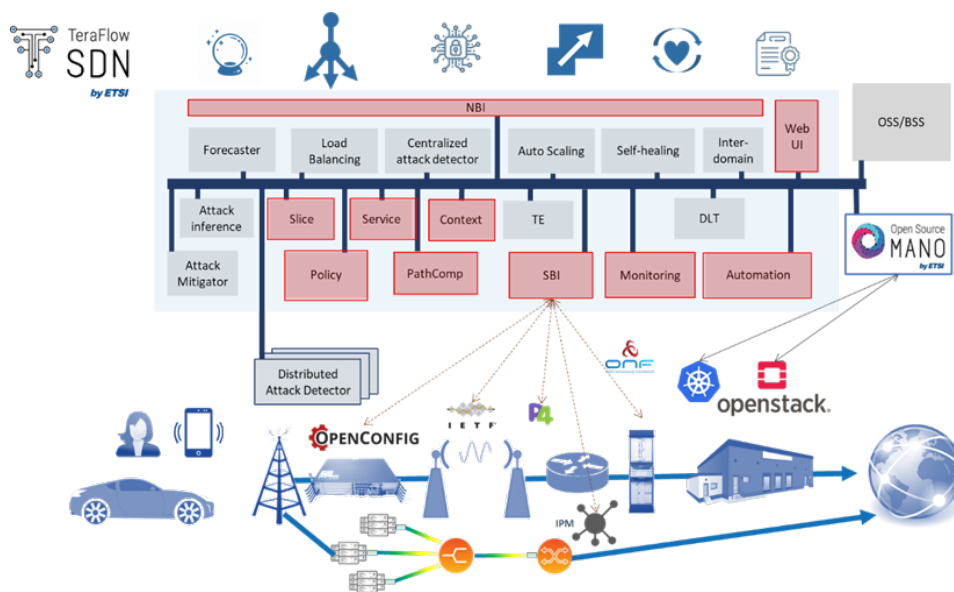 TeraFlow
SDN
by ETSI
NBI
Web
UI
OSS/BSS
Forecaster
Load
Balancing
Centralized
attack detector
Auto Scaling
Self-healing
Inter-
domain
Attack
inference
Slice
Service
Context
TE
DLT
Open Source
MANO
by ETSI
Attack
Mitigator
Policy
PathComp
SBI
Monitoring
Automation
Distributed
Attack Detector
ONF
openstack.
OPENCONFIG
IETF
P4
IPM